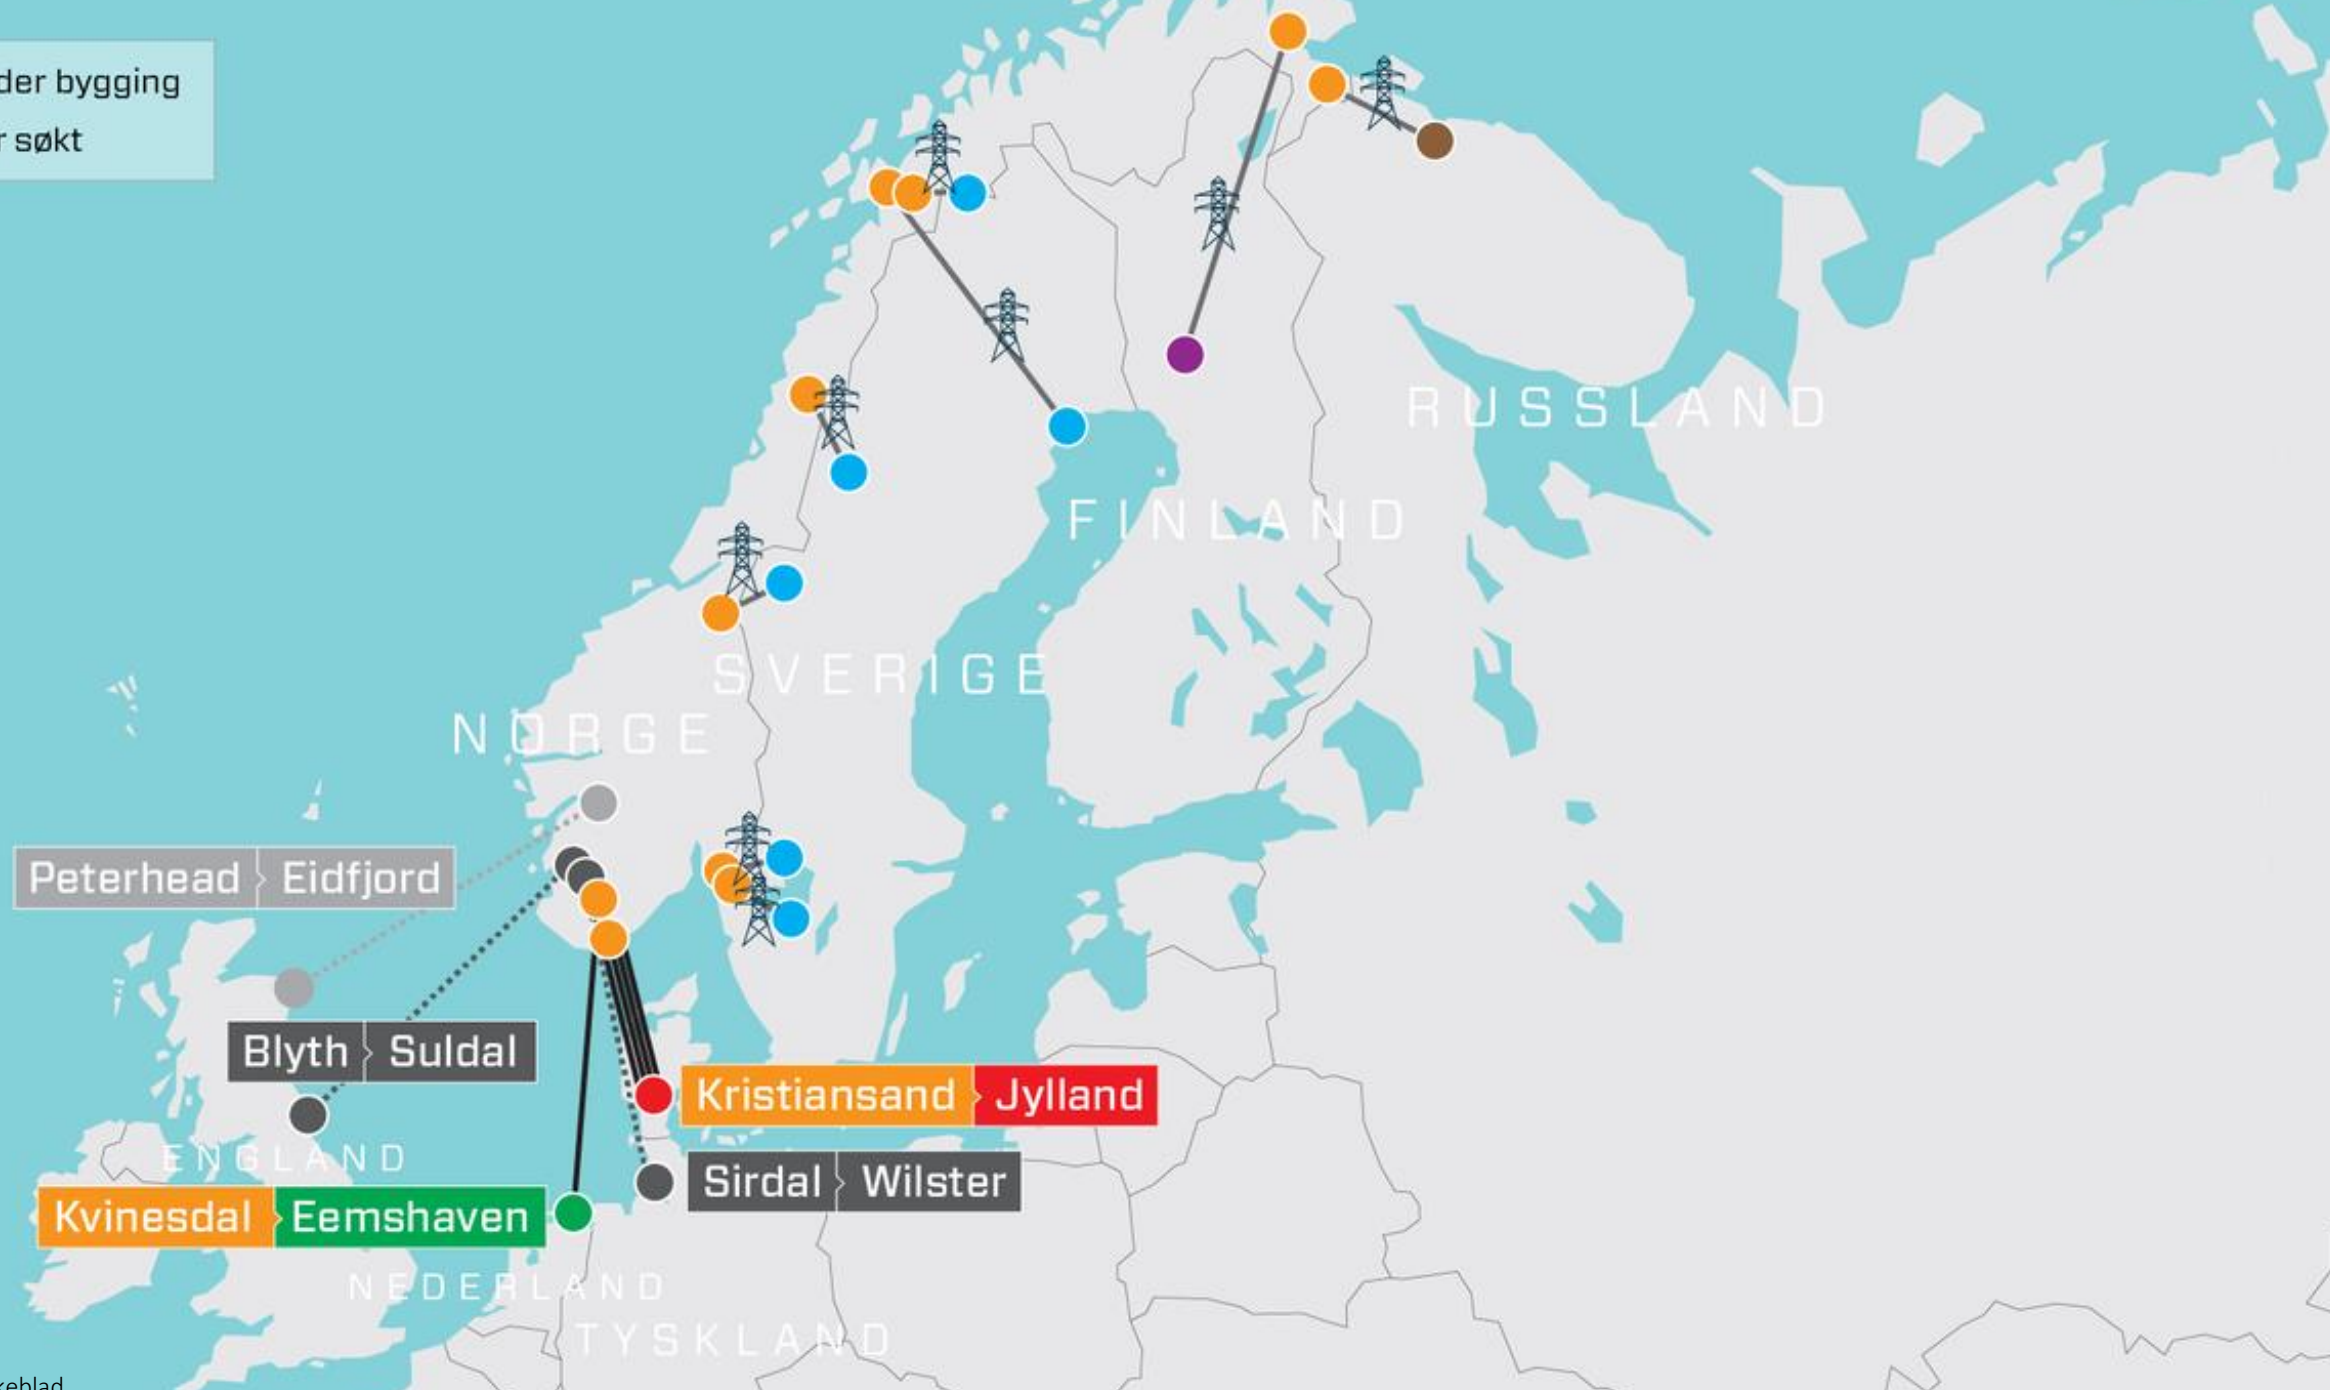 der bygging
r søkt
RUSSLAND
FINLAND
SVERIGE
NORGE
Peterhead Eidfjord
Blyth Suldal
Kristiansand Jylland
ENGLAND
Sirdal Wilster
Kvinesdal Eemshaven
NEDERLAND
TYSKLAND
keblad